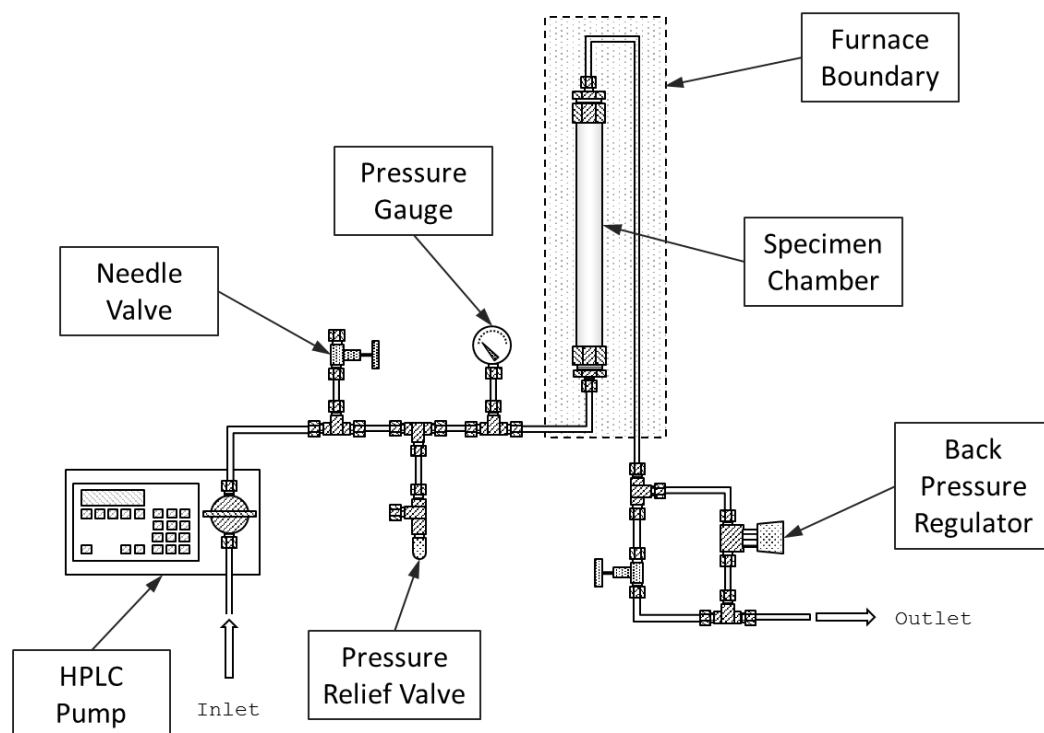 Furnace
Boundary
Pressure
Gauge
Needle
Valve
Specimen
Chamber
Back
Pressure
Regulator
HPLC
Pump
Inlet
Pressure
Relief Valve
Outlet